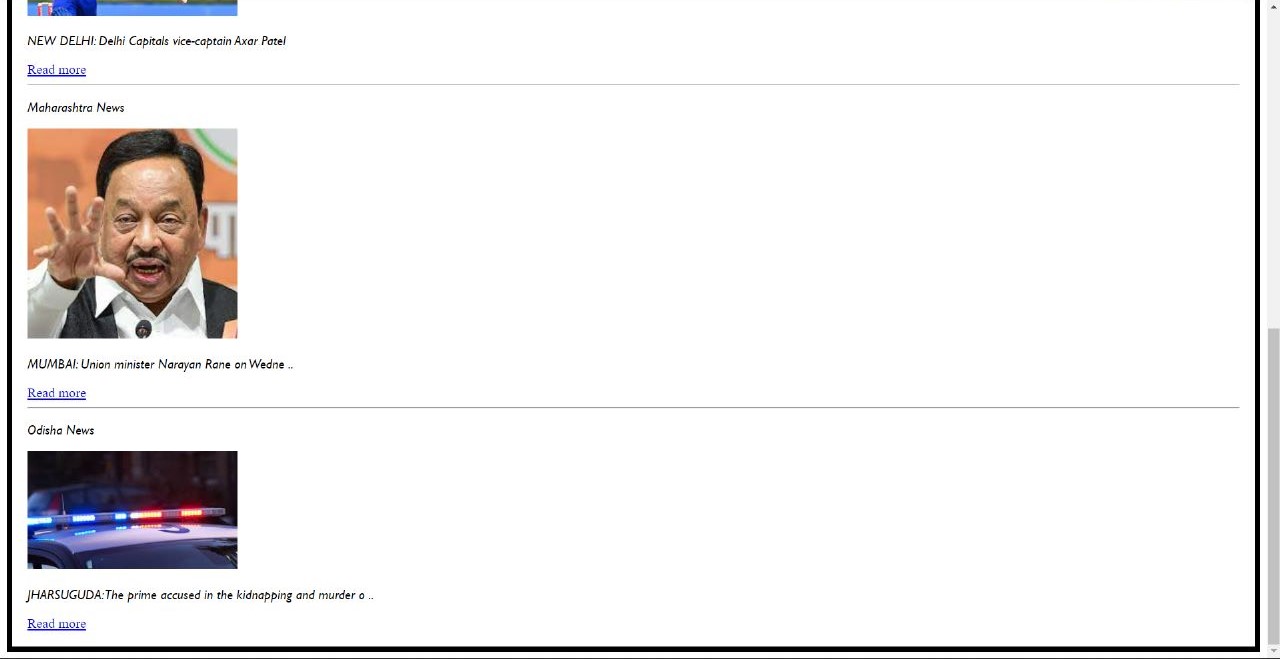 NEW DELHI: Delhi Capitals vice-captain Axar Patel
Read more
Maharashtra News
MUMBAI: Union minister Narayan Rane on Wedne ..
Read more
Odisha News
JHARSUGUDA: The prime accused in the kidnapping and murder o ..
Read more